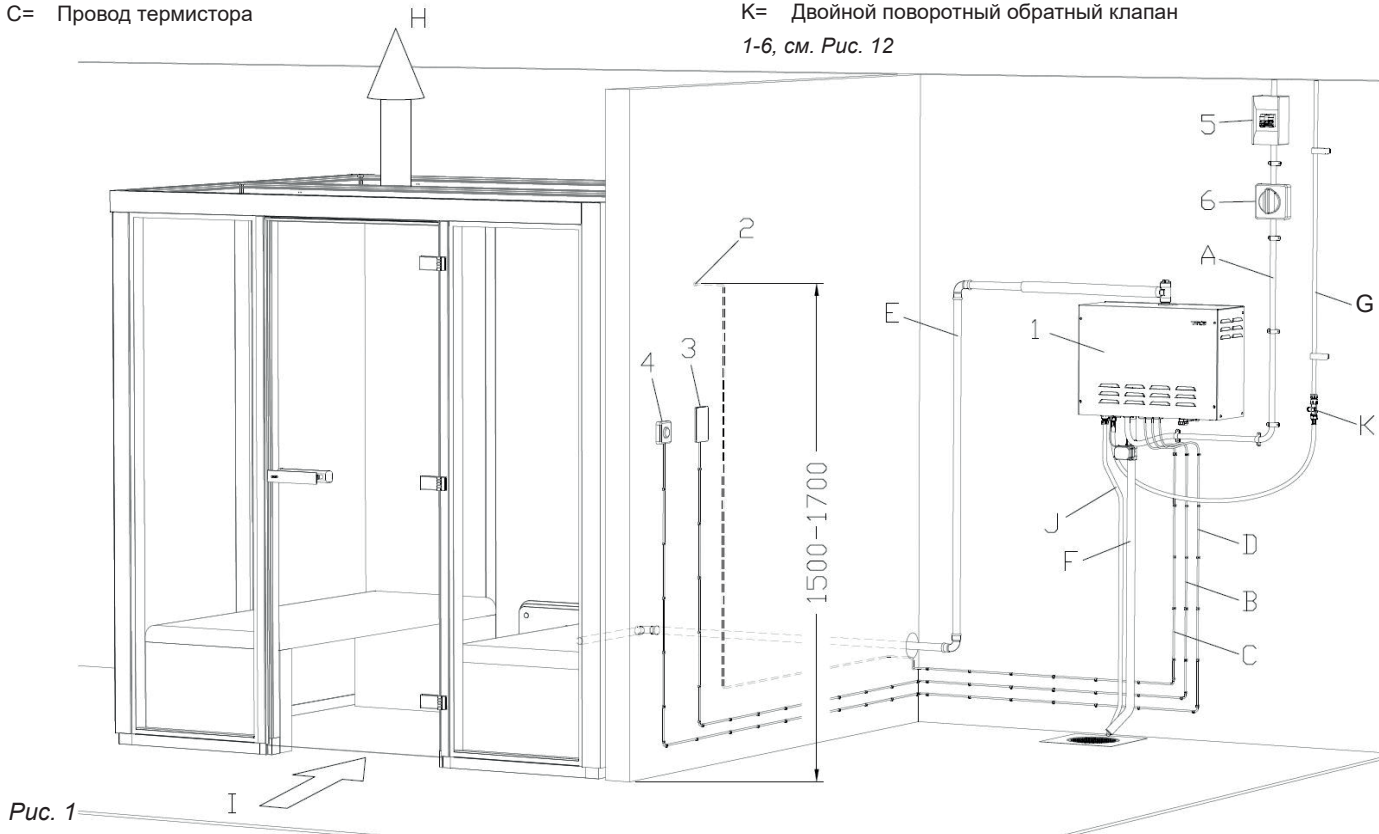 C= Провод термистора
K= Двойной поворотный обратный клапан
1-6, см. Рис. 12
H
5
6
2
A
G
E
1
3
4
K
1500-1700
J
D
F
B
C
I
Рис. 1